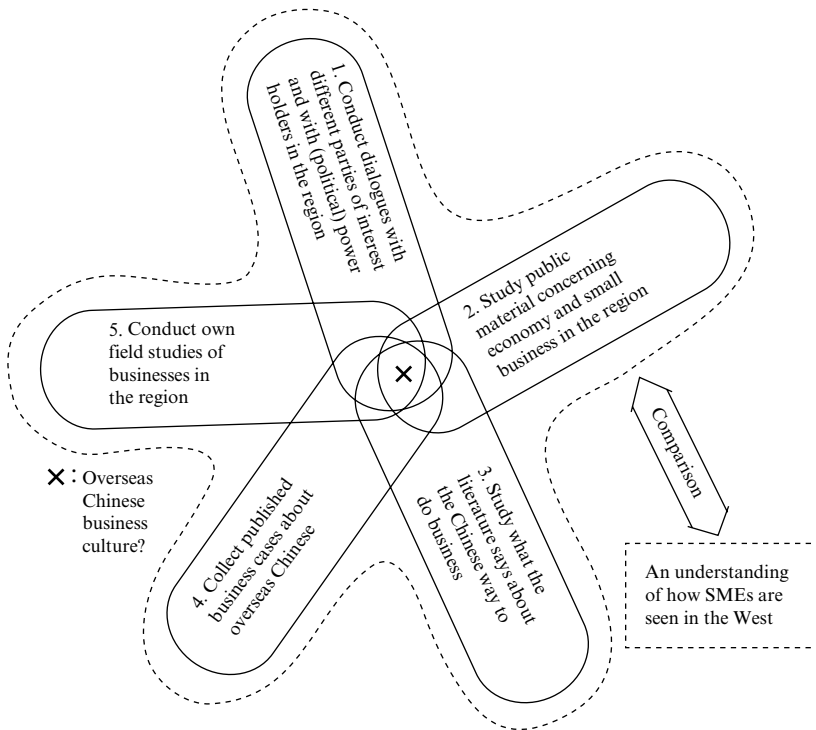 1. Conduct dialogues with
different parties of interest
and with (political) power
holders in the region
2. Study public
material concerning
economy and small
business in the region
5. Conduct own
field studies of
businesses in
the region
Comparison
3. Study what the
literature says about
the Chinese way to
do business
4. Collect published
business cases about
overseas Chinese
× : Overseas
Chinese
business
culture?
An understanding
of how SMEs are
seen in the West